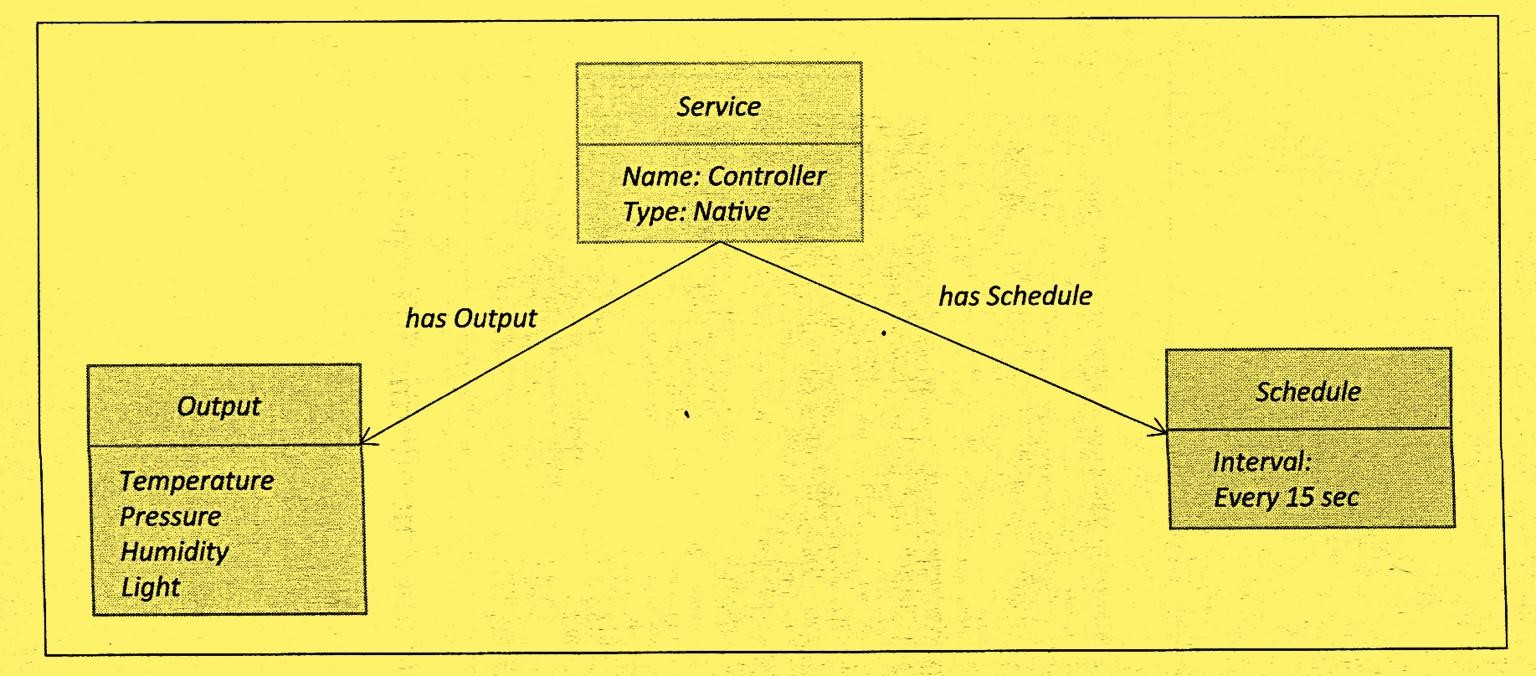 Service
Name: Controller
Type: Native
has Output
has Schedule
Output
Temperature
Pressure
Humidity
Light
Schedule
Interval:
Every 15 sec